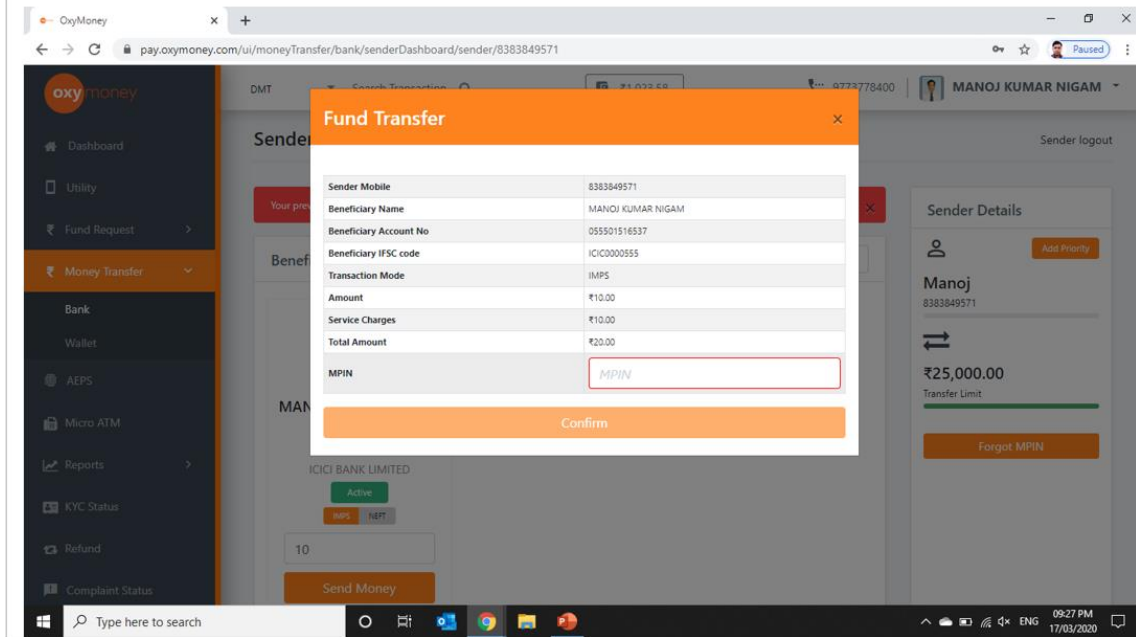 OxyMoney
pay.oxymoney.com/ui/moneyTransfer/bank/senderDashboard/sender/8383849571
Paused
oxymoney
DMT Search Transaction ₹1,023.58 9773778400 MANOJ KUMAR NIGAM
Dashboard
Utility
Fund Request
Money Transfer
Bank
Wallet
AEPS
Micro ATM
Reports
KYC Status
Refund
Complaint Status
Sender logout
Fund Transfer
Sender Mobile 8383849571
Beneficiary Name MANOJ KUMAR NIGAM
Beneficiary Account No 055501516537
Beneficiary IFSC code ICIC0000555
Transaction Mode IMPS
Amount ₹10.00
Service Charges ₹10.00
Total Amount ₹20.00
MPIN MPIN
Confirm
Your prev
Benef
MAN
ICICI BANK LIMITED
Active
IMPS NEFT
10
Send Money
Sender Details
Add Priority
Manoj
8383849571
₹25,000.00
Transfer Limit
Forgot MPIN
Type here to search
ENG
09:27 PM
17/03/2020